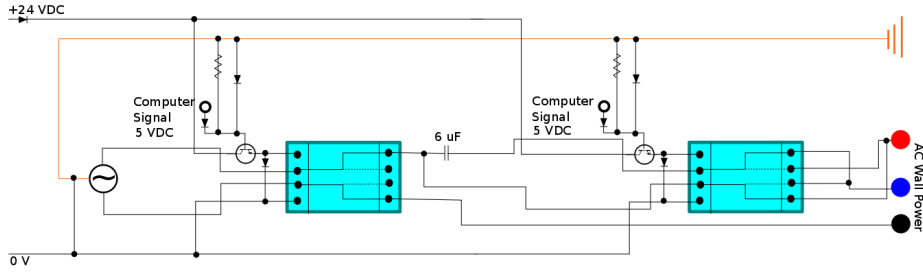 +24 VDC
Computer
Signal
5 VDC
Computer
Signal
5 VDC
6 uF
AC Wall Power
0 V